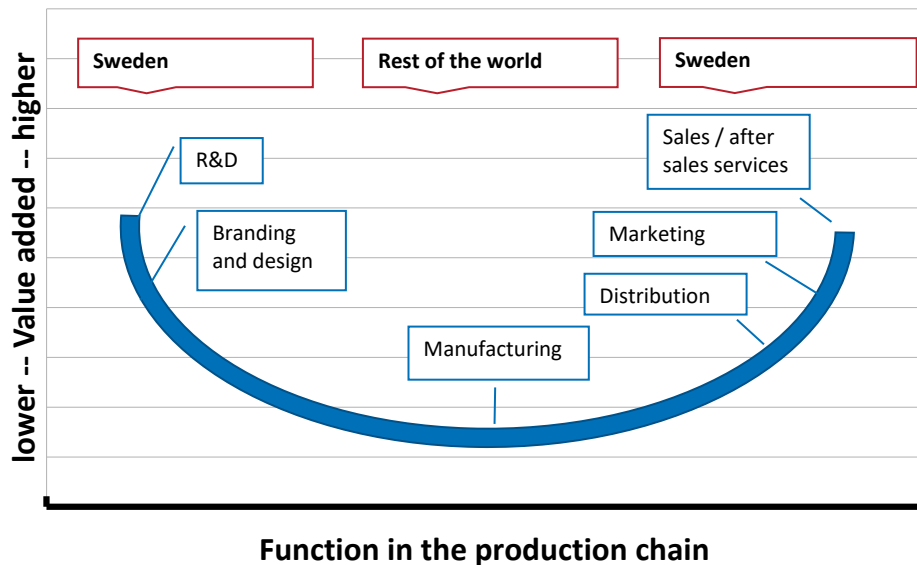 Sweden
Rest of the world
Sweden
R&D
Sales / after
sales services
Branding
and design
Marketing
Distribution
Manufacturing
lower -- Value added -- higher
Function in the production chain